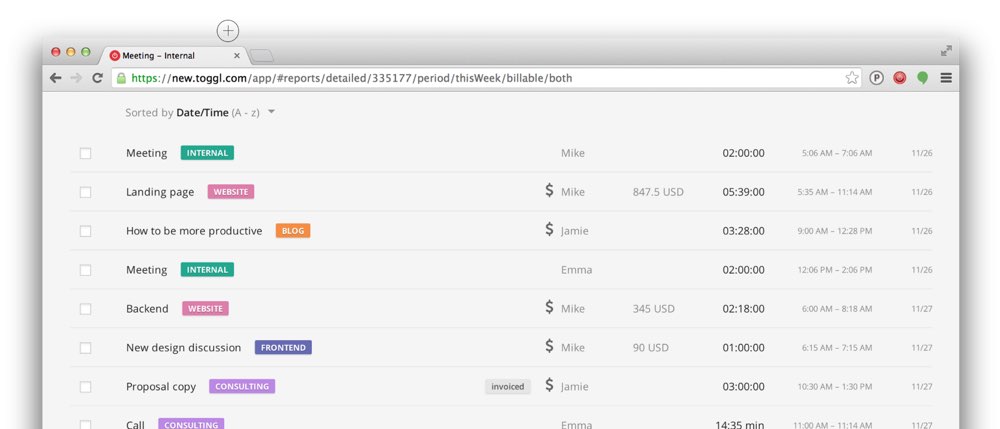 Meeting – Internal
https://new.toggl.com/app/#reports/detailed/335177/period/thisWeek/billable/both
Sorted by Date/Time (A - z)
Meeting INTERNAL Mike 02:00:00 5:06 AM – 7:06 AM 11/26
Landing page WEBSITE $ Mike 847.5 USD 05:39:00 5:35 AM – 11:14 AM 11/26
How to be more productive BLOG $ Jamie 03:28:00 9:00 AM – 12:28 PM 11/26
Meeting INTERNAL Emma 02:00:00 12:06 PM – 2:06 PM 11/26
Backend WEBSITE $ Mike 345 USD 02:18:00 6:00 AM – 8:18 AM 11/27
New design discussion FRONTEND $ Mike 90 USD 01:00:00 6:15 AM – 7:15 AM 11/27
Proposal copy CONSULTING invoiced $ Jamie 03:00:00 10:30 AM – 1:30 PM 11/27
Call CONSULTING Emma 14:35 min 11:00 AM – 11:14 AM 11/27